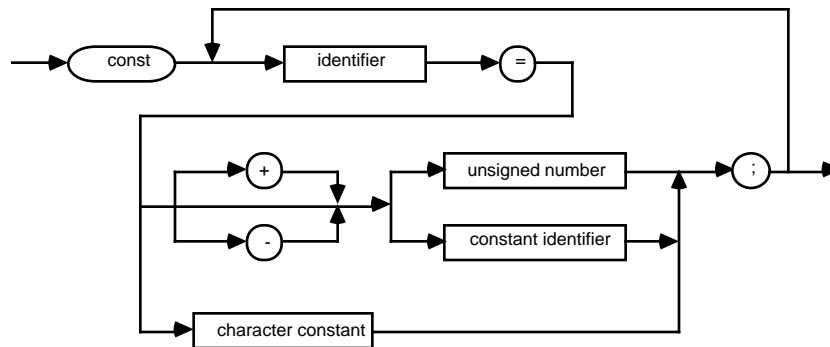 const
identifier
=
+
unsigned number
;
-
constant identifier
character constant